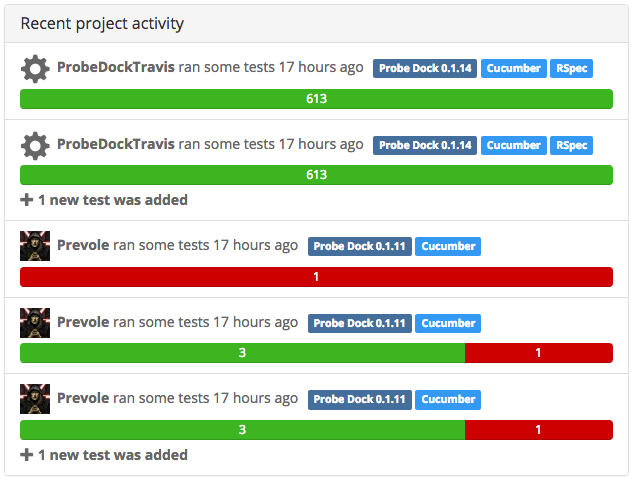 Recent project activity
ProbeDockTravis ran some tests 17 hours ago Probe Dock 0.1.14 Cucumber RSpec
613
ProbeDockTravis ran some tests 17 hours ago Probe Dock 0.1.14 Cucumber RSpec
613
+ 1 new test was added
Prevole ran some tests 17 hours ago Probe Dock 0.1.11 Cucumber
1
Prevole ran some tests 17 hours ago Probe Dock 0.1.11 Cucumber
3 1
Prevole ran some tests 17 hours ago Probe Dock 0.1.11 Cucumber
3 1
+ 1 new test was added